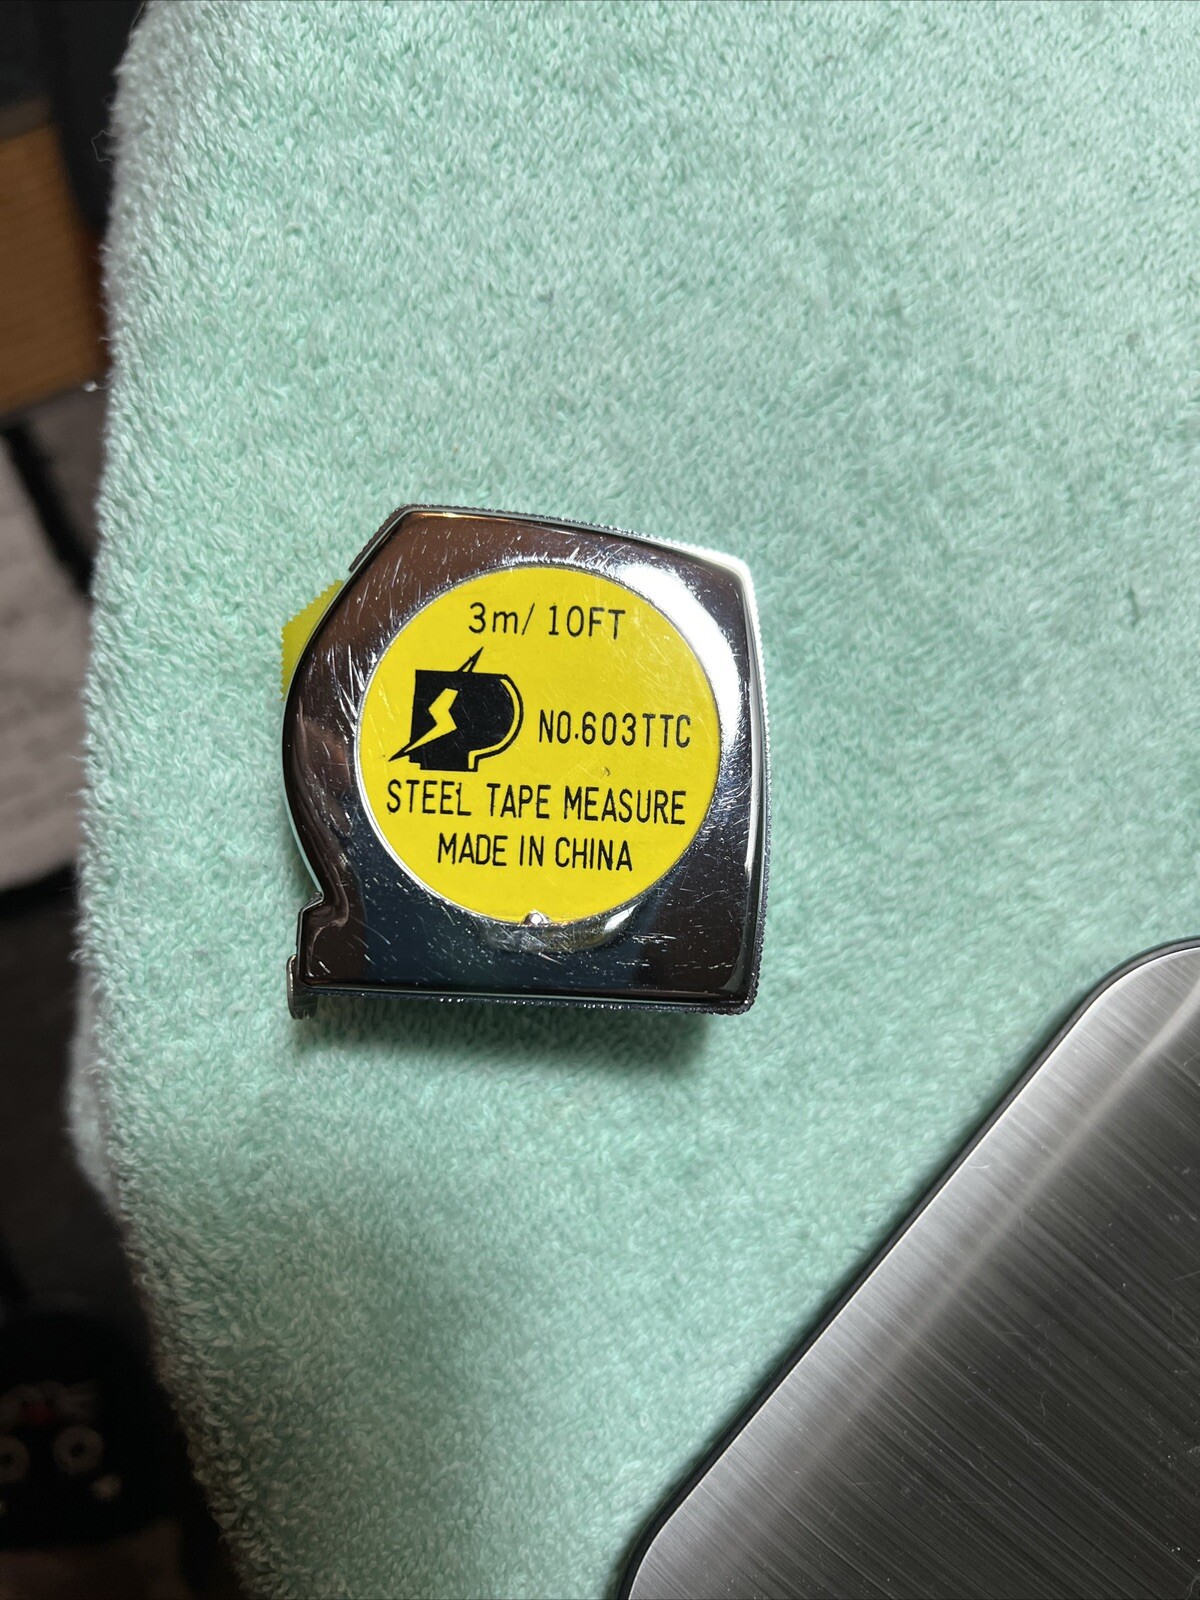 3m/ 10FT
NO.603TTC
STEEL TAPE MEASURE
MADE IN CHINA